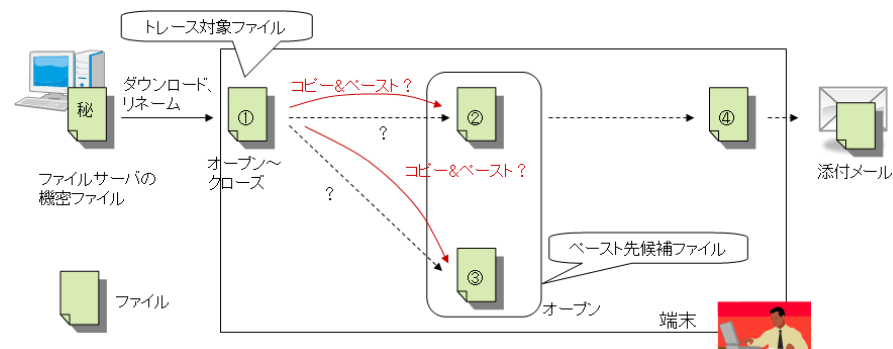 トレース対象ファイル
ダウンロード、
リネーム
コピー&ペースト？
秘
①
②
④
？
オープン～
クローズ
コピー&ペースト？
？
ファイルサーバの
機密ファイル
添付メール
ペースト先候補ファイル
③
ファイル
オープン
端末